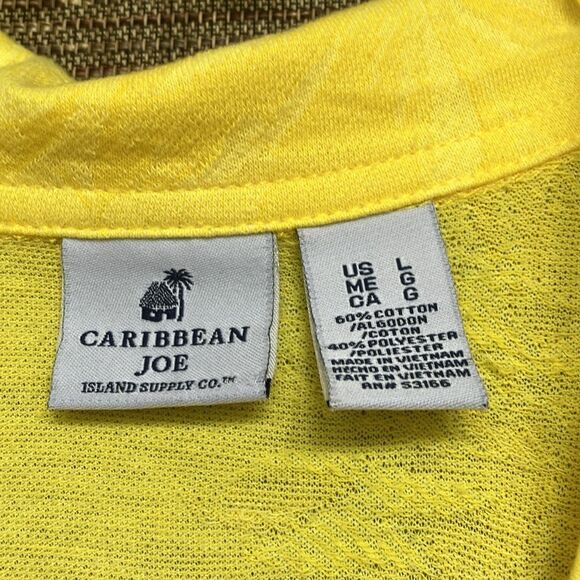 CARIBBEAN
JOE
ISLAND SUPPLY CO.™
US L
ME G
CA G
60% COTTON
/ALGODON
/COTON
40% POLYESTER
/POLIESTER
MADE IN VIETNAM
HECHO EN VIETNAM
FAIT EN VIETNAM
RN# 53166